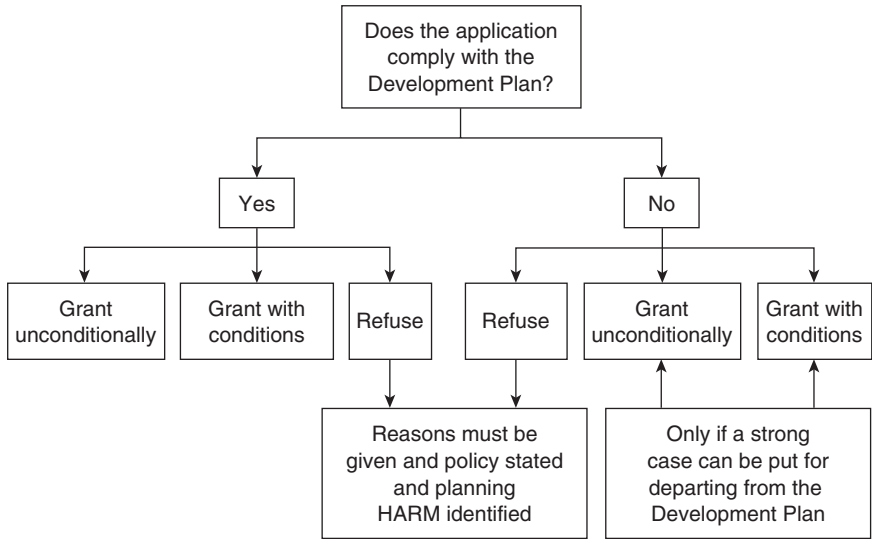 Does the application
comply with the
Development Plan?
Yes
No
Grant
unconditionally
Grant with
conditions
Refuse
Refuse
Grant
unconditionally
Grant with
conditions
Reasons must be
given and policy stated
and planning
HARM identified
Only if a strong
case can be put for
departing from the
Development Plan